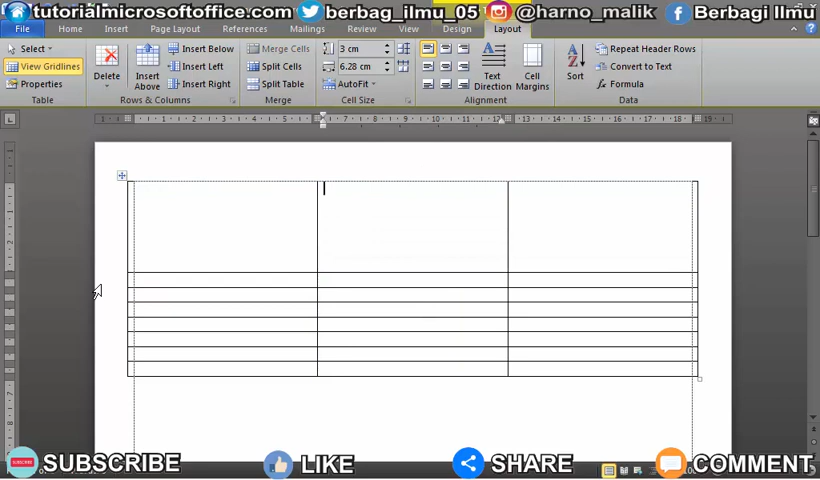 tutorialmicrosoftoffice.com berbag_ilmu_05 @harno_malik Berbagi Ilmu
File Home Insert Page Layout References Mailings Review View Design Layout
Select Insert Below Merge Cells 3 cm Repeat Header Rows
View Gridlines Delete Insert Above Insert Left Split Cells 6.28 cm Text Direction Cell Margins Sort Convert to Text
Properties Insert Right Split Table AutoFit Formula
Table Rows & Columns Merge Cell Size Alignment Data
SUBSCRIBE LIKE SHARE COMMENT